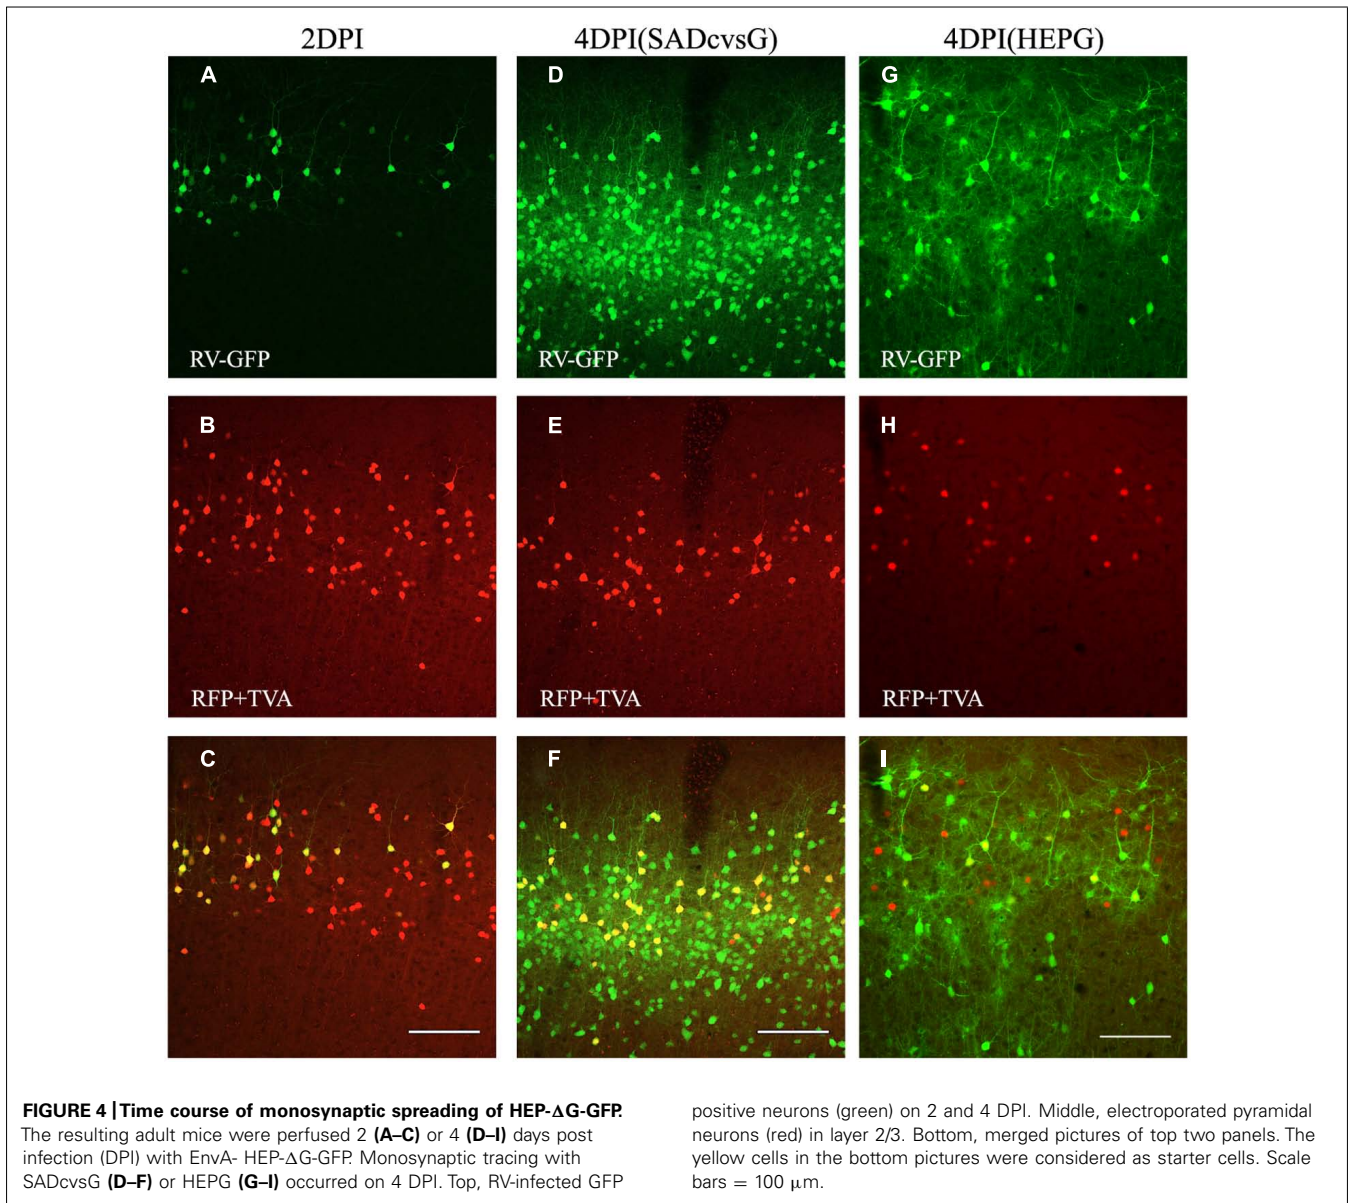 2DPI
4DPI(SADcvsG)
4DPI(HEPG)
A
D
G
RV-GFP
RV-GFP
RV-GFP
B
E
H
RFP+TVA
RFP+TVA
RFP+TVA
C
F
I
FIGURE 4 | Time course of monosynaptic spreading of HEP-ΔG-GFP.
The resulting adult mice were perfused 2 (A–C) or 4 (D–I) days post
infection (DPI) with EnvA- HEP-ΔG-GFP. Monosynaptic tracing with
SADcvsG (D–F) or HEPG (G–I) occurred on 4 DPI. Top, RV-infected GFP
positive neurons (green) on 2 and 4 DPI. Middle, electroporated pyramidal
neurons (red) in layer 2/3. Bottom, merged pictures of top two panels. The
yellow cells in the bottom pictures were considered as starter cells. Scale
bars = 100 μm.